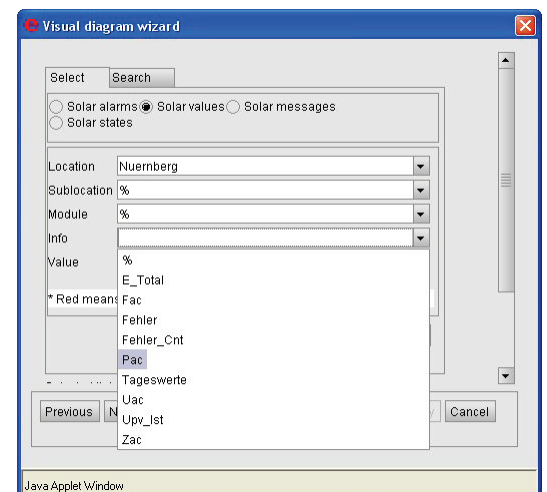 Visual diagram wizard
Select Search
Solar alarms Solar values Solar messages
Solar states
Location Nuernberg
Sublocation %
Module %
Info
Value
%
E_Total
* Red means
Fac
Fehler
Fehler_Cnt
Pac
Tageswerte
Uac
Upv_Ist
Zac
Previous N Cancel
Java Applet Window